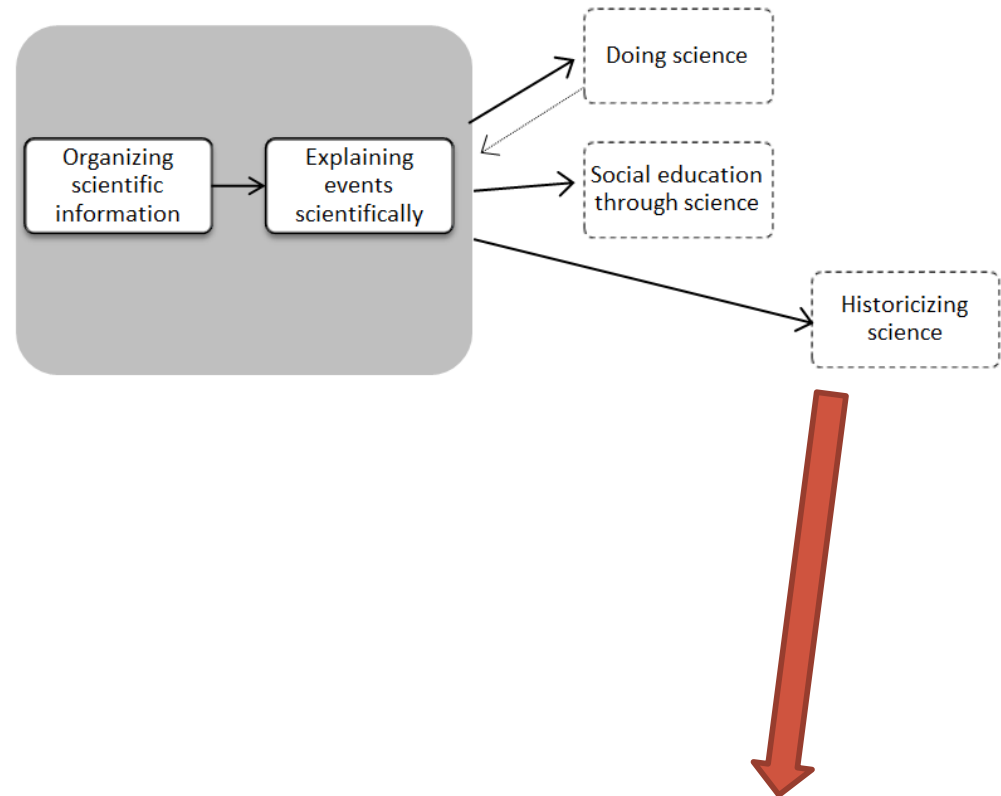 Doing science
Organizing
scientific
information
Explaining
events
scientifically
Social education
through science
Historicizing
science